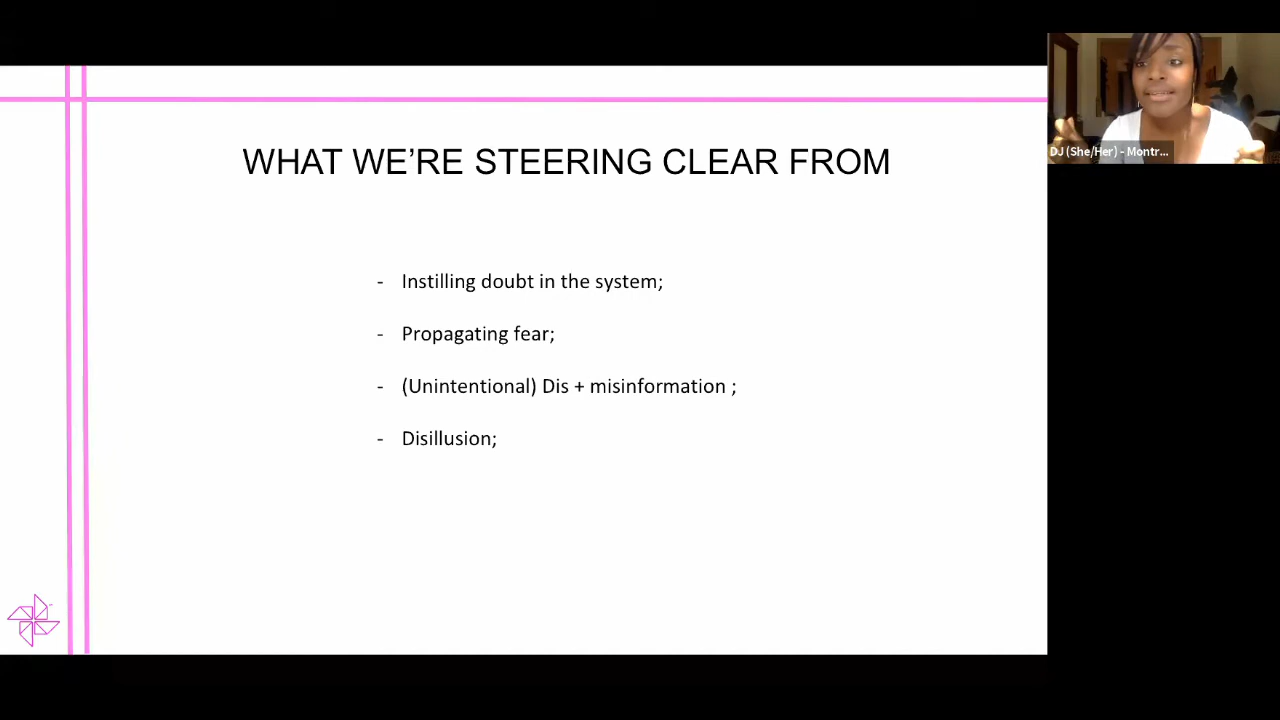 WHAT WE’RE STEERING CLEAR FROM
- Instilling doubt in the system;
- Propagating fear;
- (Unintentional) Dis + misinformation ;
- Disillusion;
DJ (She/Her) - Montr...